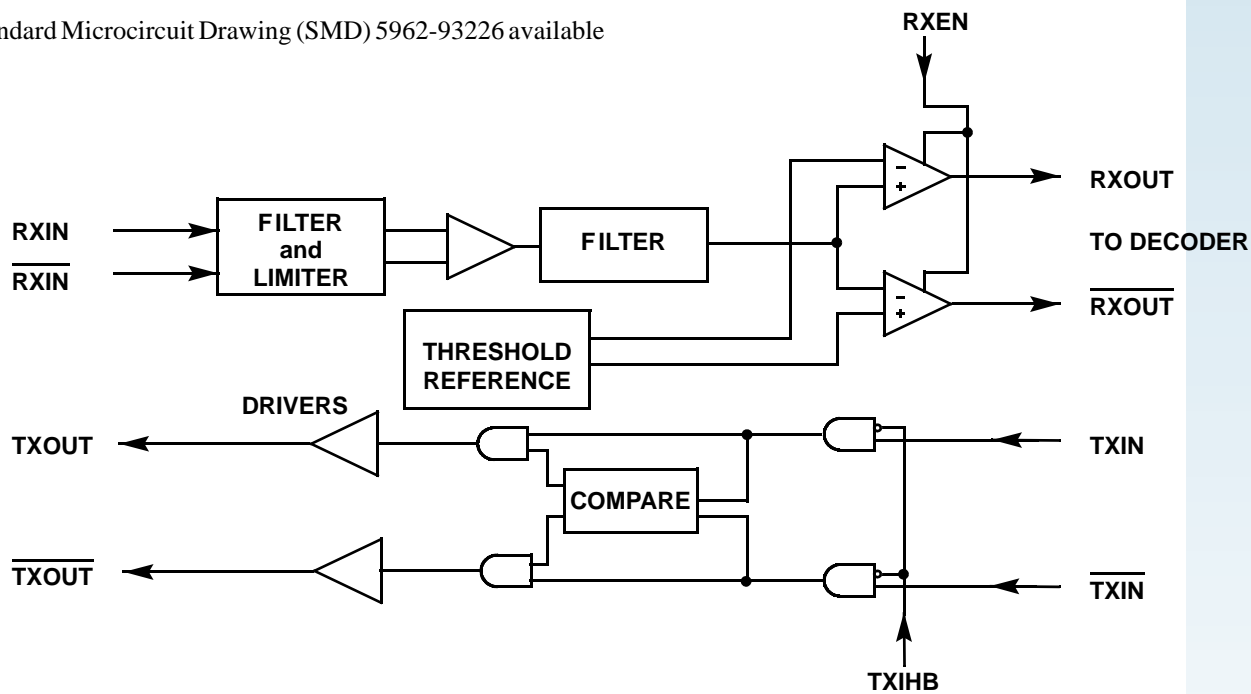 ndard Microcircuit Drawing (SMD) 5962-93226 available
RXEN
RXIN
RXIN
FILTER
and
LIMITER
FILTER
-
+
RXOUT
TO DECODER
-
+
RXOUT
THRESHOLD
REFERENCE
DRIVERS
TXOUT
COMPARE
TXIN
TXOUT
TXIN
TXIHB